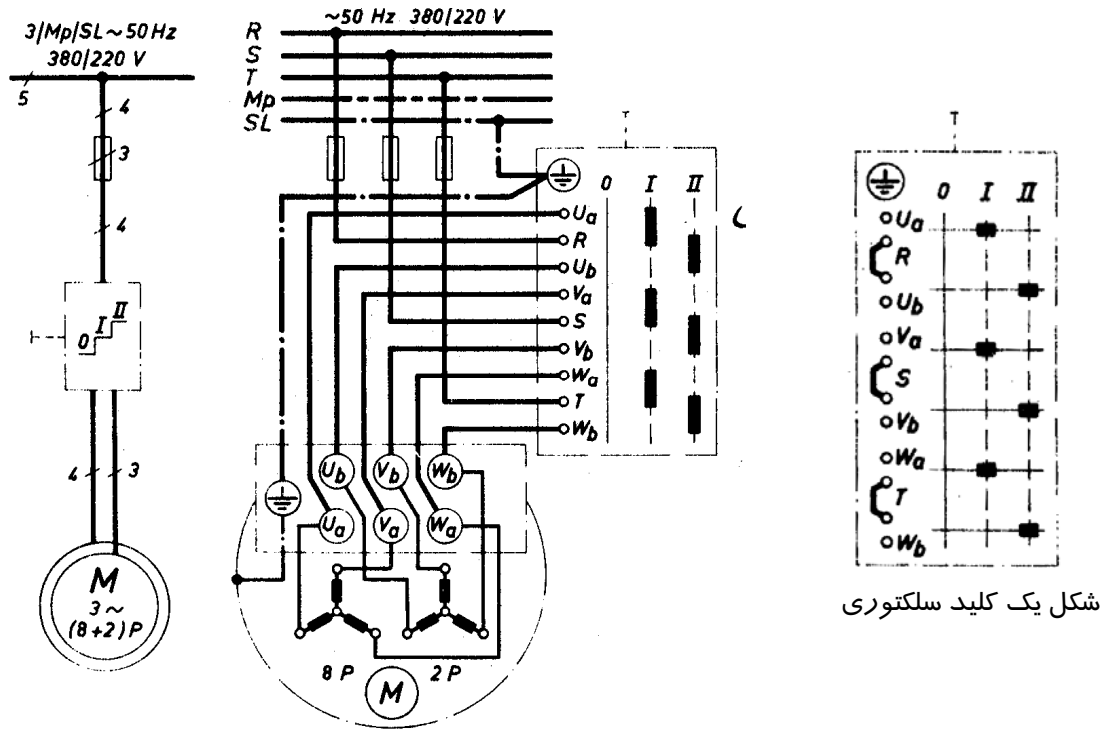 3/Mp/SL ~ 50 Hz
380/220 V
5
4
3
4
0 I II
4
3
M
3 ~
(8+2) P
~50 Hz 380/220 V
R
S
T
Mp
SL
0 I II
Ua
R
Ub
Va
S
Vb
Wa
T
Wb
Ub Vb Wb
Ua Va Wa
8 P 2 P
M
0 I II
Ua
R
Ub
Va
S
Vb
Wa
T
Wb
شکل یک کلید سلکتوری